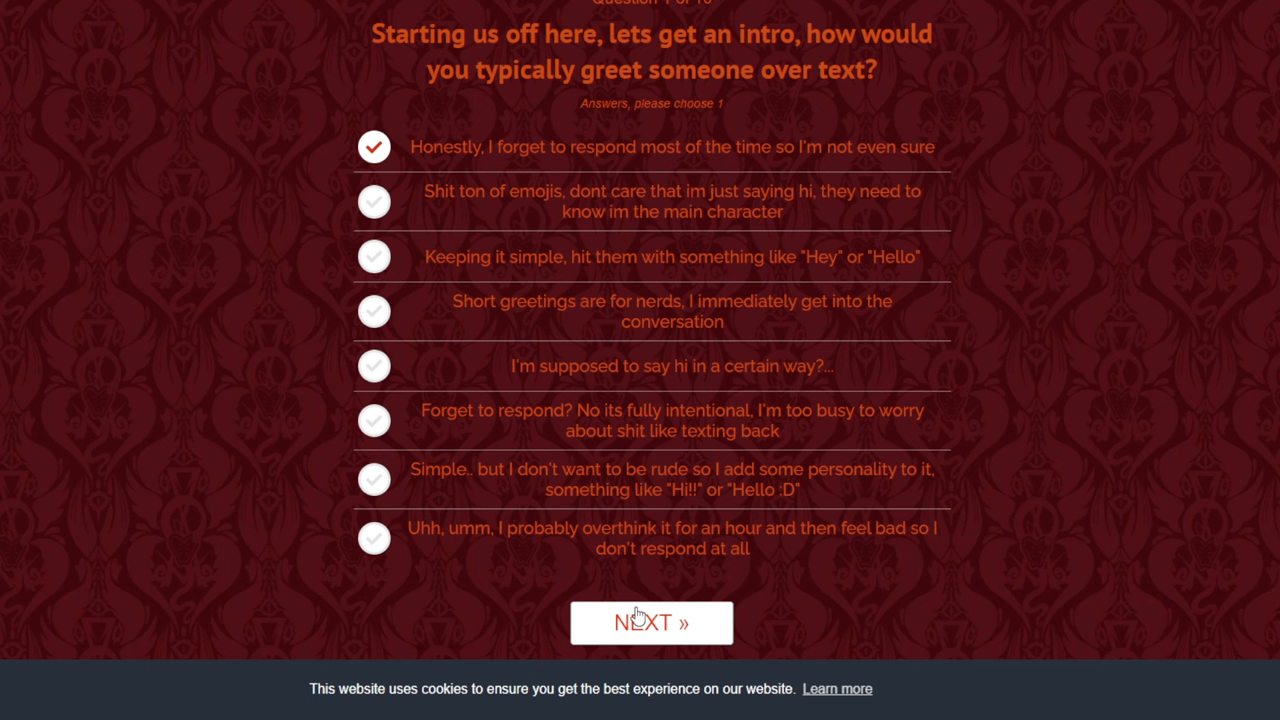 Starting us off here, lets get an intro, how would
you typically greet someone over text?
Answers, please choose 1
Honestly, I forget to respond most of the time so I'm not even sure
Shit ton of emojis, dont care that im just saying hi, they need to
know im the main character
Keeping it simple, hit them with something like "Hey" or "Hello"
Short greetings are for nerds, I immediately get into the
conversation
I'm supposed to say hi in a certain way?...
Forget to respond? No its fully intentional, I'm too busy to worry
about shit like texting back
Simple.. but I don't want to be rude so I add some personality to it,
something like "Hi!!" or "Hello :D"
Uhh, umm, I probably overthink it for an hour and then feel bad so I
don't respond at all
NEXT »
This website uses cookies to ensure you get the best experience on our website. Learn more